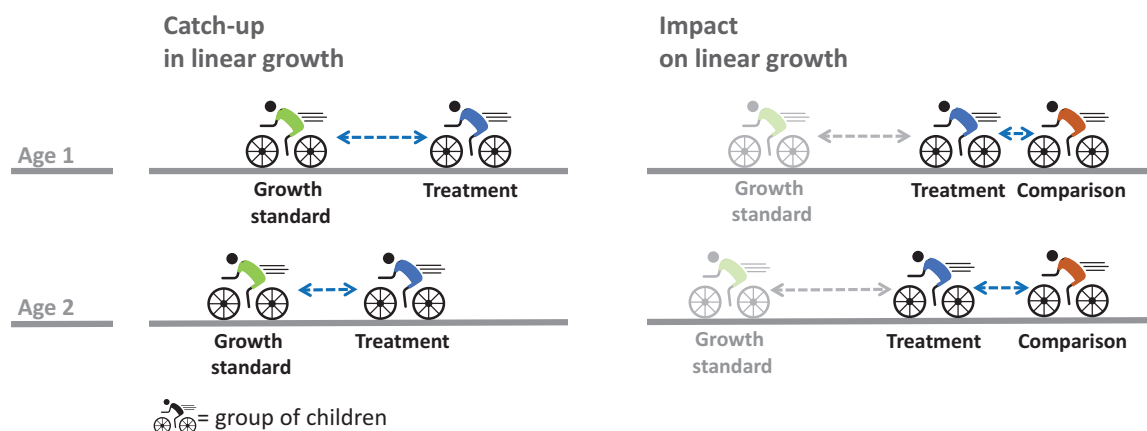 Catch-up
in linear growth
Impact
on linear growth
Age 1
Growth
standard
Treatment
Growth
standard
Treatment
Comparison
Age 2
Growth
standard
Treatment
Growth
standard
Treatment
Comparison
= group of children